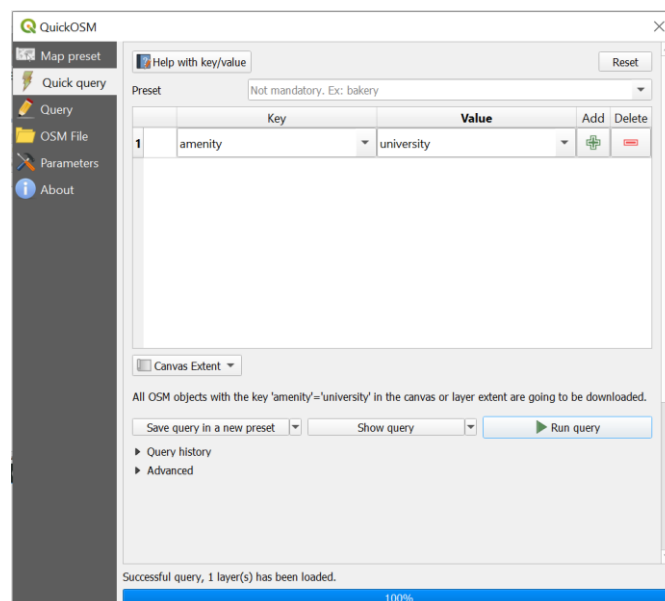 QuickOSM
Map preset
Quick query
Query
OSM File
Parameters
About
Help with key/value
Reset
Preset
Not mandatory. Ex: bakery
Key Value Add Delete
1 amenity university
Canvas Extent
All OSM objects with the key 'amenity'='university' in the canvas or layer extent are going to be downloaded.
Save query in a new preset Show query Run query
Query history
Advanced
Successful query, 1 layer(s) has been loaded.
100%